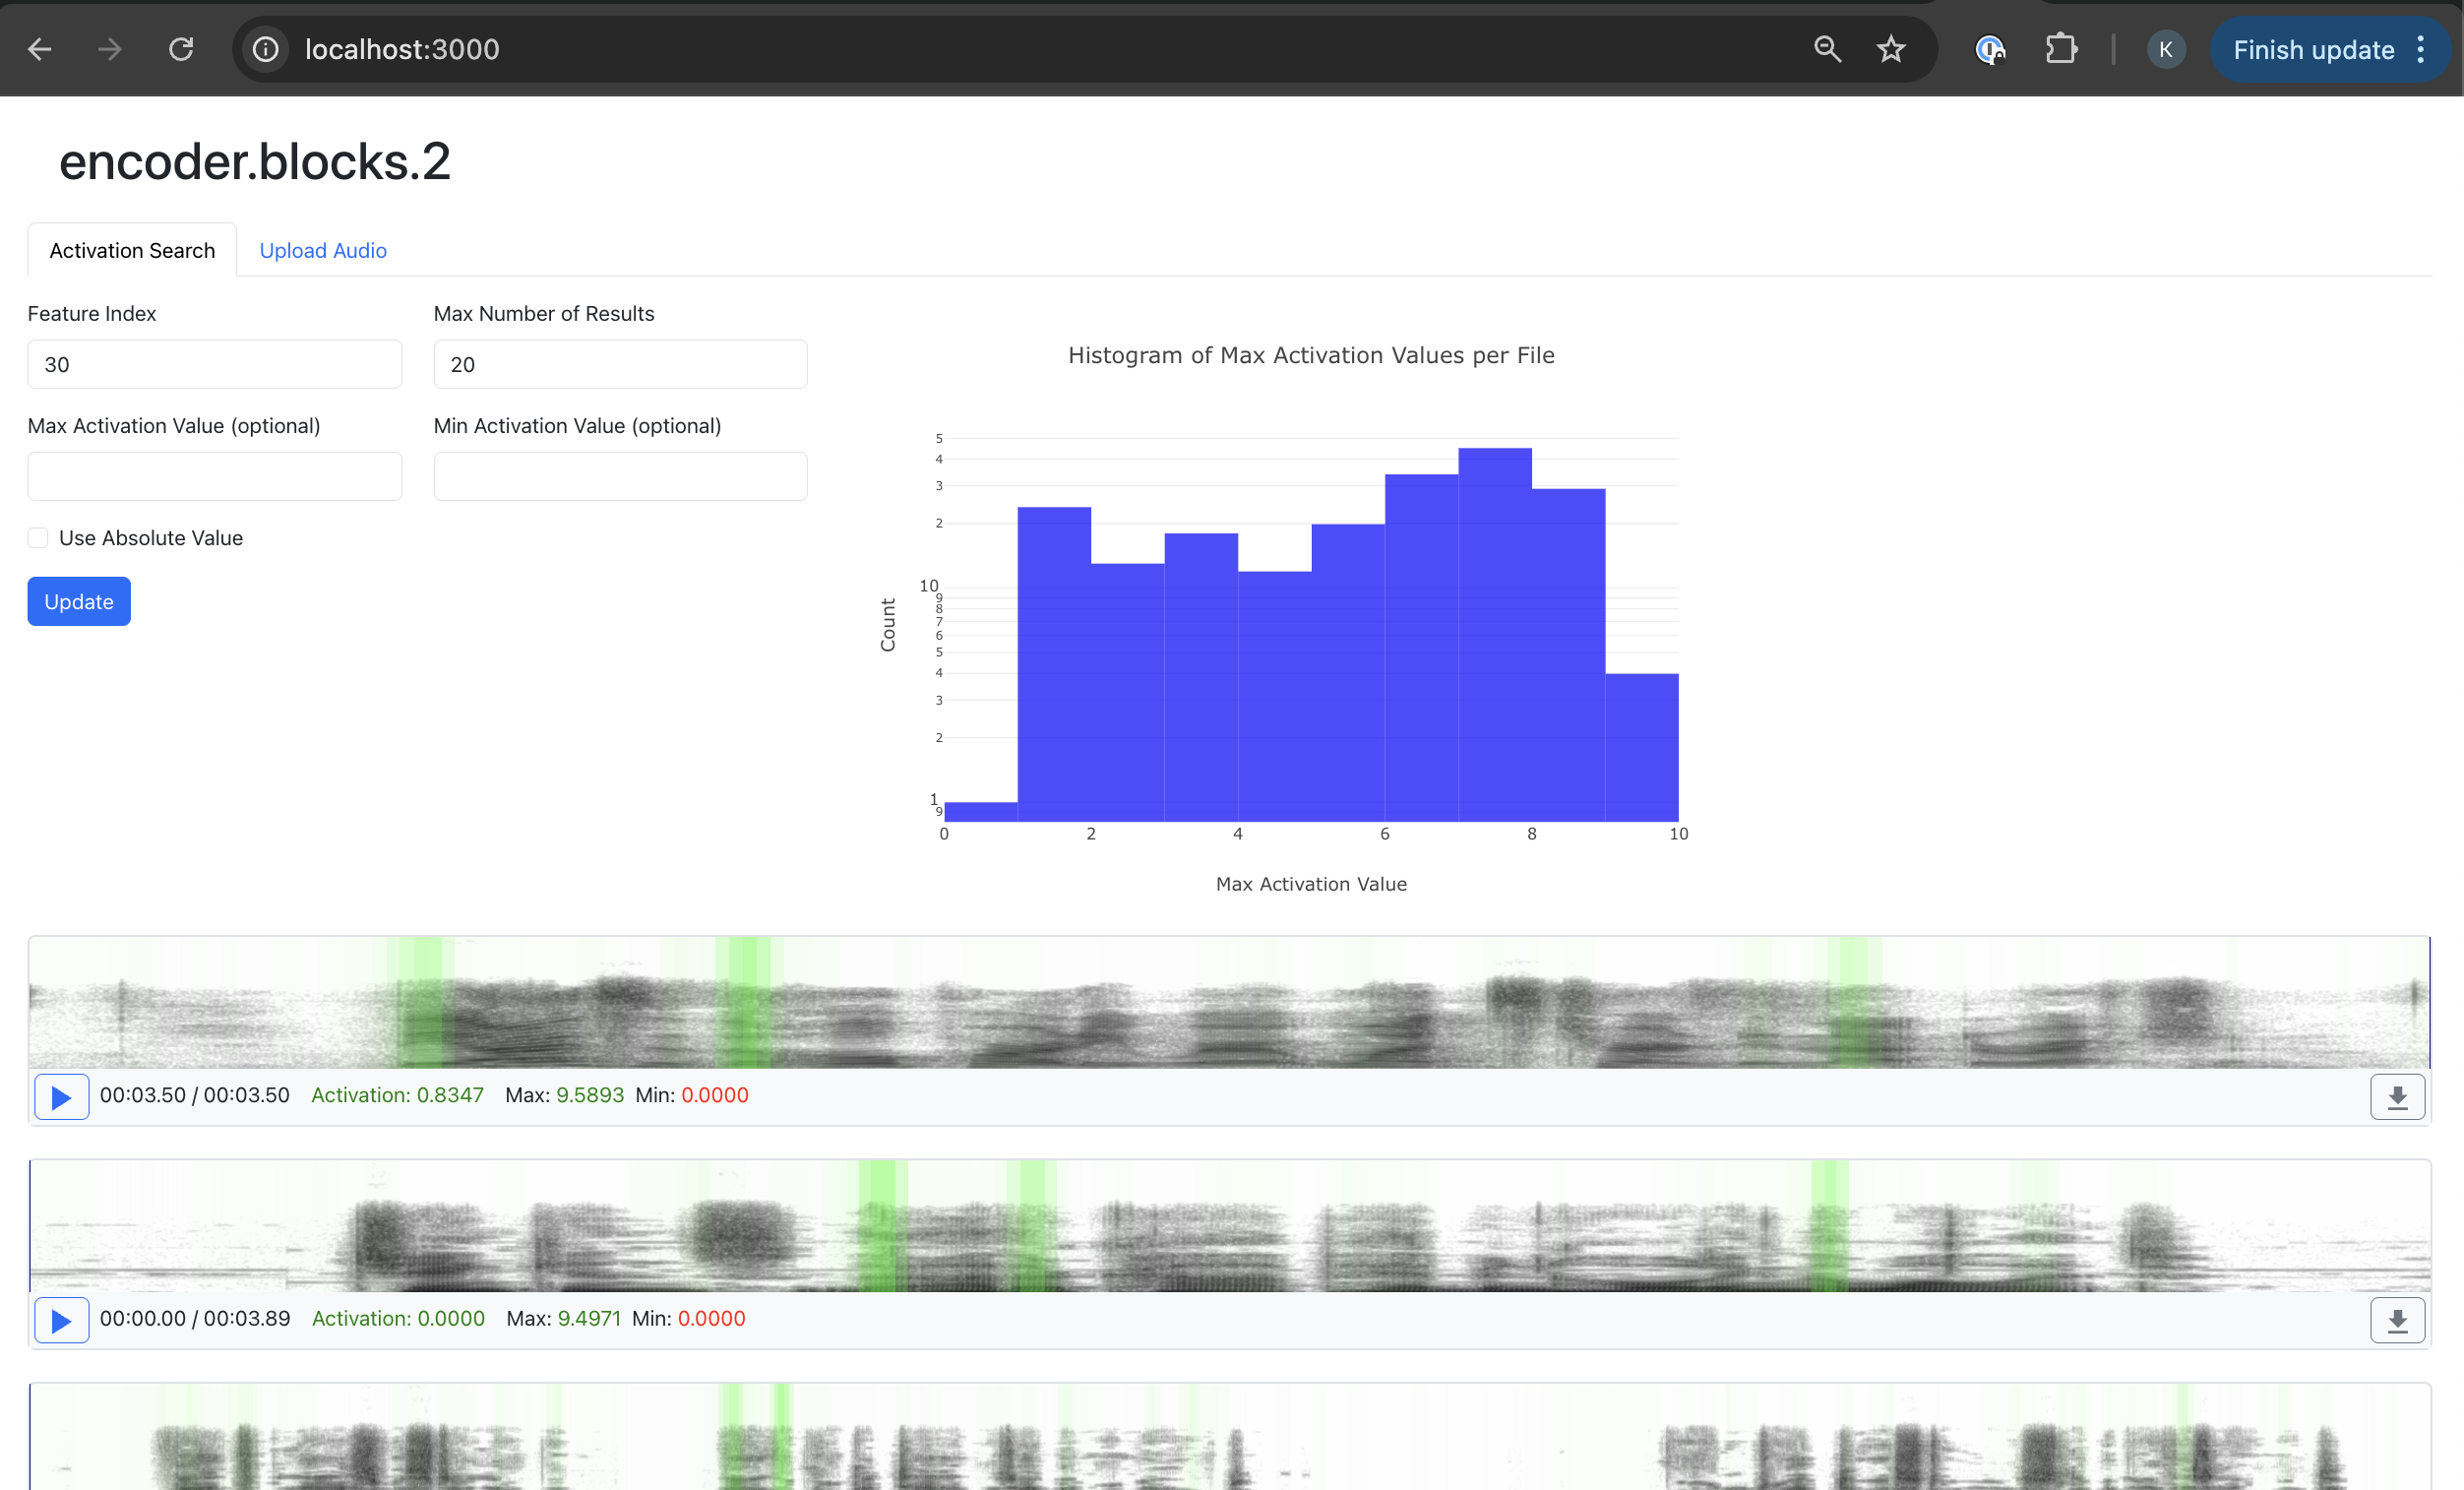 localhost:3000
K
Finish update
encoder.blocks.2
Activation Search
Upload Audio
Feature Index
Max Number of Results
30
20
Max Activation Value (optional)
Min Activation Value (optional)
Use Absolute Value
Update
Histogram of Max Activation Values per File
Count
5
4
3
2
10
9
8
7
6
5
4
3
2
1
9
0 2 4 6 8 10
Max Activation Value
00:03.50 / 00:03.50 Activation: 0.8347 Max: 9.5893 Min: 0.0000
00:00.00 / 00:03.89 Activation: 0.0000 Max: 9.4971 Min: 0.0000